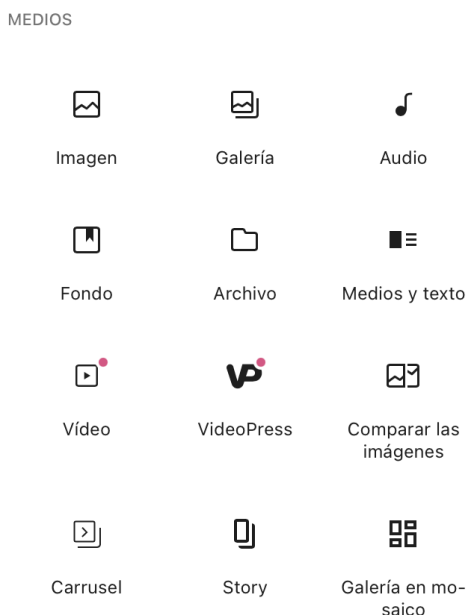 MEDIOS
Imagen
Galería
Audio
Fondo
Archivo
Medios y texto
VP
Vídeo
VideoPress
Comparar las
imágenes
Carrusel
Story
Galería en mo-
saico